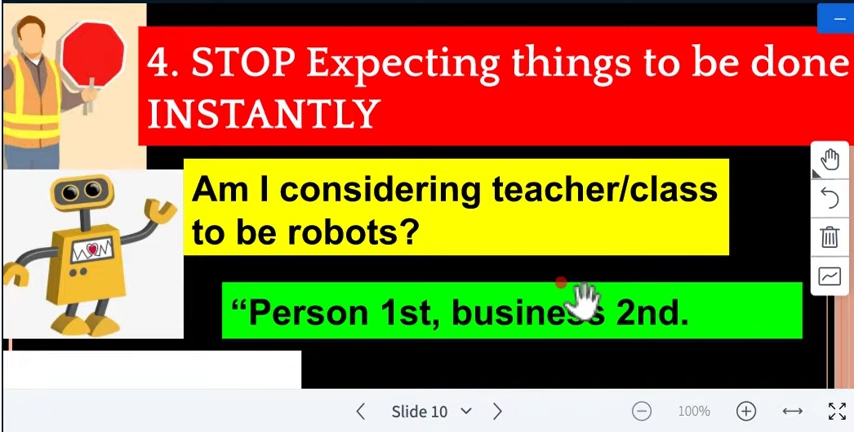 4. STOP Expecting things to be done
INSTANTLY
Am I considering teacher/class
to be robots?
“Person 1st, business 2nd.
Slide 10
100%